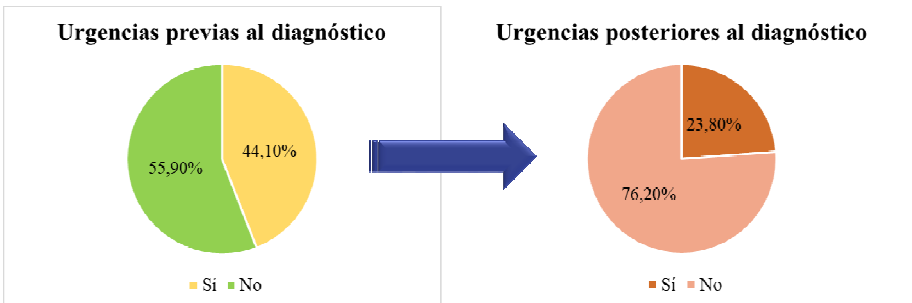 Urgencias previas al diagnóstico
44,10%
55,90%
Sí No
Urgencias posteriores al diagnóstico
23,80%
76,20%
Sí No